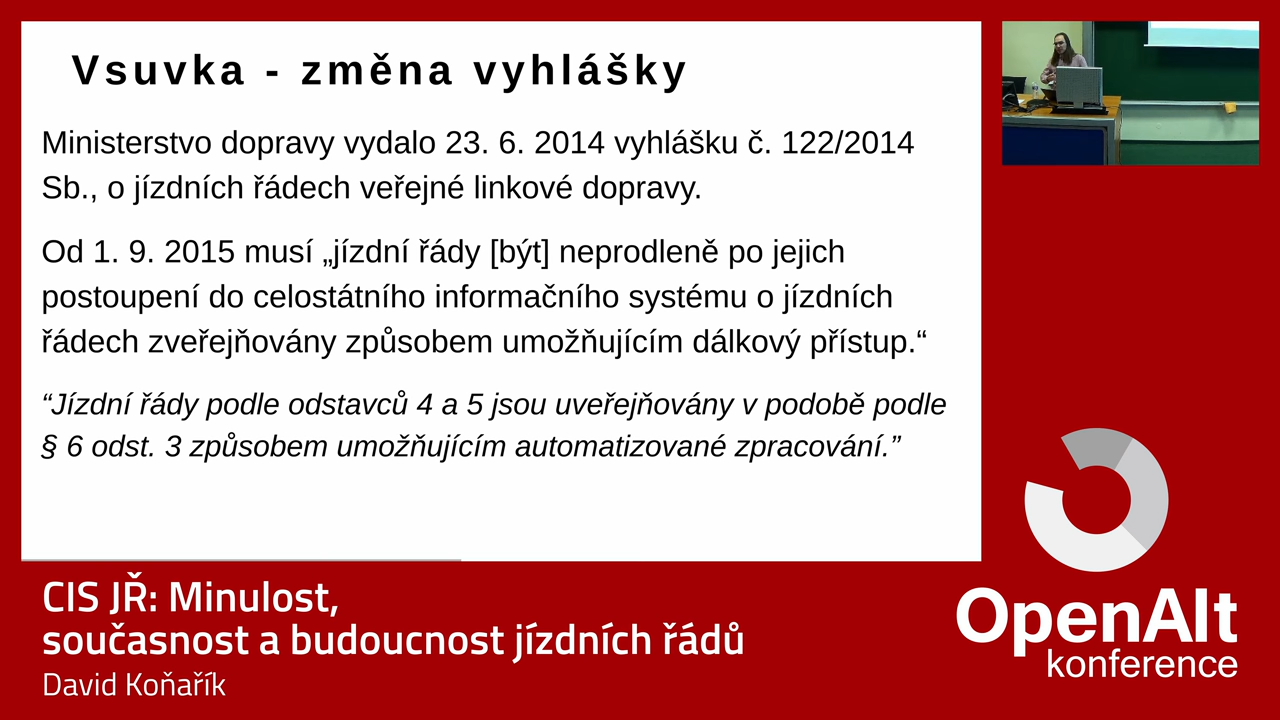 Vsuvka - změna vyhlášky
Ministerstvo dopravy vydalo 23. 6. 2014 vyhlášku č. 122/2014
Sb., o jízdních řádech veřejné linkové dopravy.
Od 1. 9. 2015 musí „jízdní řády [být] neprodleně po jejich
postoupení do celostátního informačního systému o jízdních
řádech zveřejňovány způsobem umožňujícím dálkový přístup.“
“Jízdní řády podle odstavců 4 a 5 jsou uveřejňovány v podobě podle
§ 6 odst. 3 způsobem umožňujícím automatizované zpracování.”
CIS JŘ: Minulost,
současnost a budoucnost jízdních řádů
David Koňařík
OpenAlt
konference